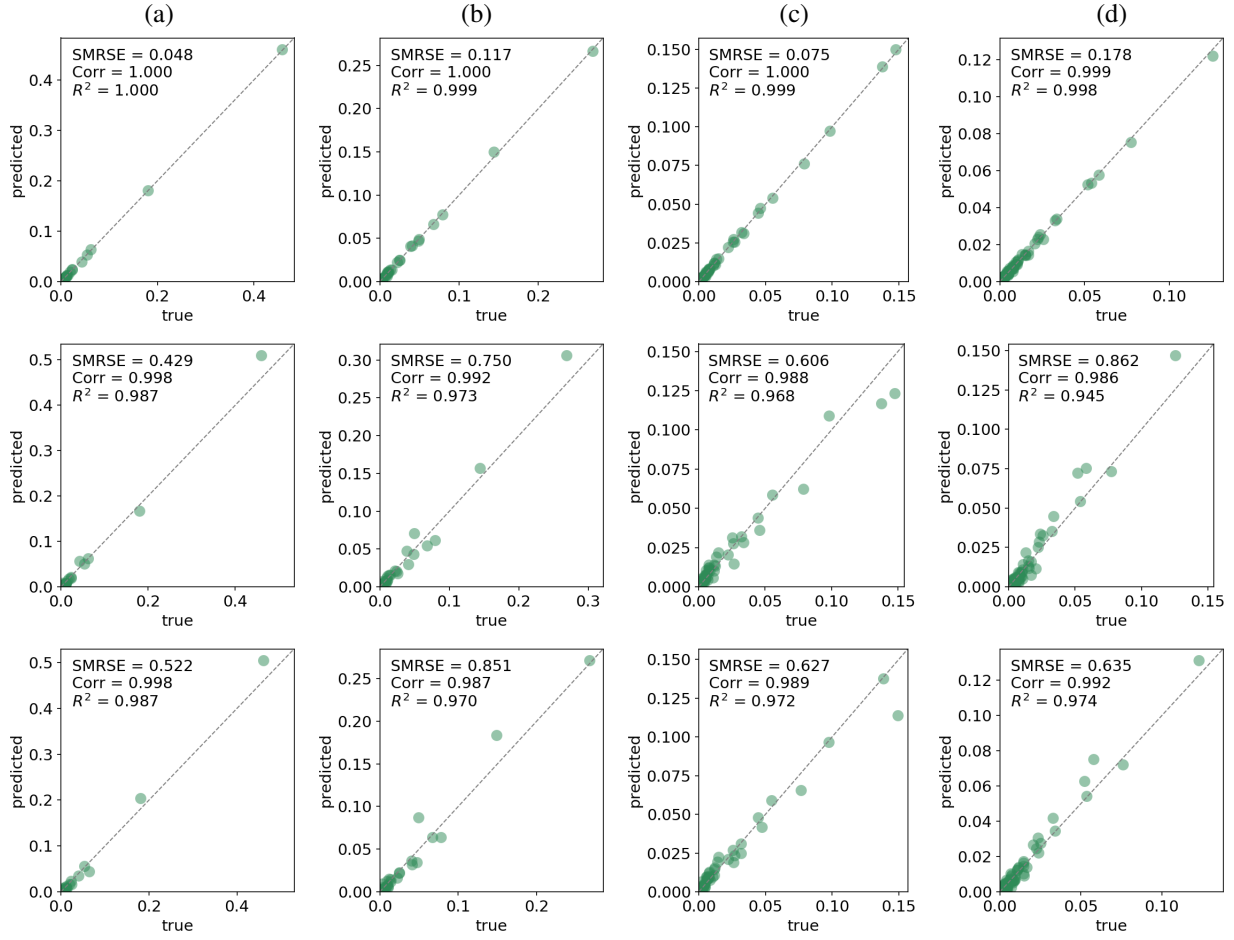 (a) (b) (c) (d)
SMRSE = 0.048
Corr = 1.000
R² = 1.000
predicted
0.4
0.3
0.2
0.1
0.0
0.0 0.2 0.4
true
SMRSE = 0.117
Corr = 1.000
R² = 0.999
predicted
0.25
0.20
0.15
0.10
0.05
0.00
0.0 0.1 0.2
true
SMRSE = 0.075
Corr = 1.000
R² = 0.999
predicted
0.150
0.125
0.100
0.075
0.050
0.025
0.000
0.00 0.05 0.10 0.15
true
SMRSE = 0.178
Corr = 0.999
R² = 0.998
predicted
0.12
0.10
0.08
0.06
0.04
0.02
0.00
0.00 0.05 0.10
true
SMRSE = 0.429
Corr = 0.998
R² = 0.987
predicted
0.5
0.4
0.3
0.2
0.1
0.0
0.0 0.2 0.4
true
SMRSE = 0.750
Corr = 0.992
R² = 0.973
predicted
0.30
0.25
0.20
0.15
0.10
0.05
0.00
0.0 0.1 0.2 0.3
true
SMRSE = 0.606
Corr = 0.988
R² = 0.968
predicted
0.150
0.125
0.100
0.075
0.050
0.025
0.000
0.00 0.05 0.10 0.15
true
SMRSE = 0.862
Corr = 0.986
R² = 0.945
predicted
0.150
0.125
0.100
0.075
0.050
0.025
0.000
0.00 0.05 0.10 0.15
true
SMRSE = 0.522
Corr = 0.998
R² = 0.987
predicted
0.5
0.4
0.3
0.2
0.1
0.0
0.0 0.2 0.4
true
SMRSE = 0.851
Corr = 0.987
R² = 0.970
predicted
0.25
0.20
0.15
0.10
0.05
0.00
0.0 0.1 0.2
true
SMRSE = 0.627
Corr = 0.989
R² = 0.972
predicted
0.150
0.125
0.100
0.075
0.050
0.025
0.000
0.00 0.05 0.10 0.15
true
SMRSE = 0.635
Corr = 0.992
R² = 0.974
predicted
0.12
0.10
0.08
0.06
0.04
0.02
0.00
0.00 0.05 0.10
true